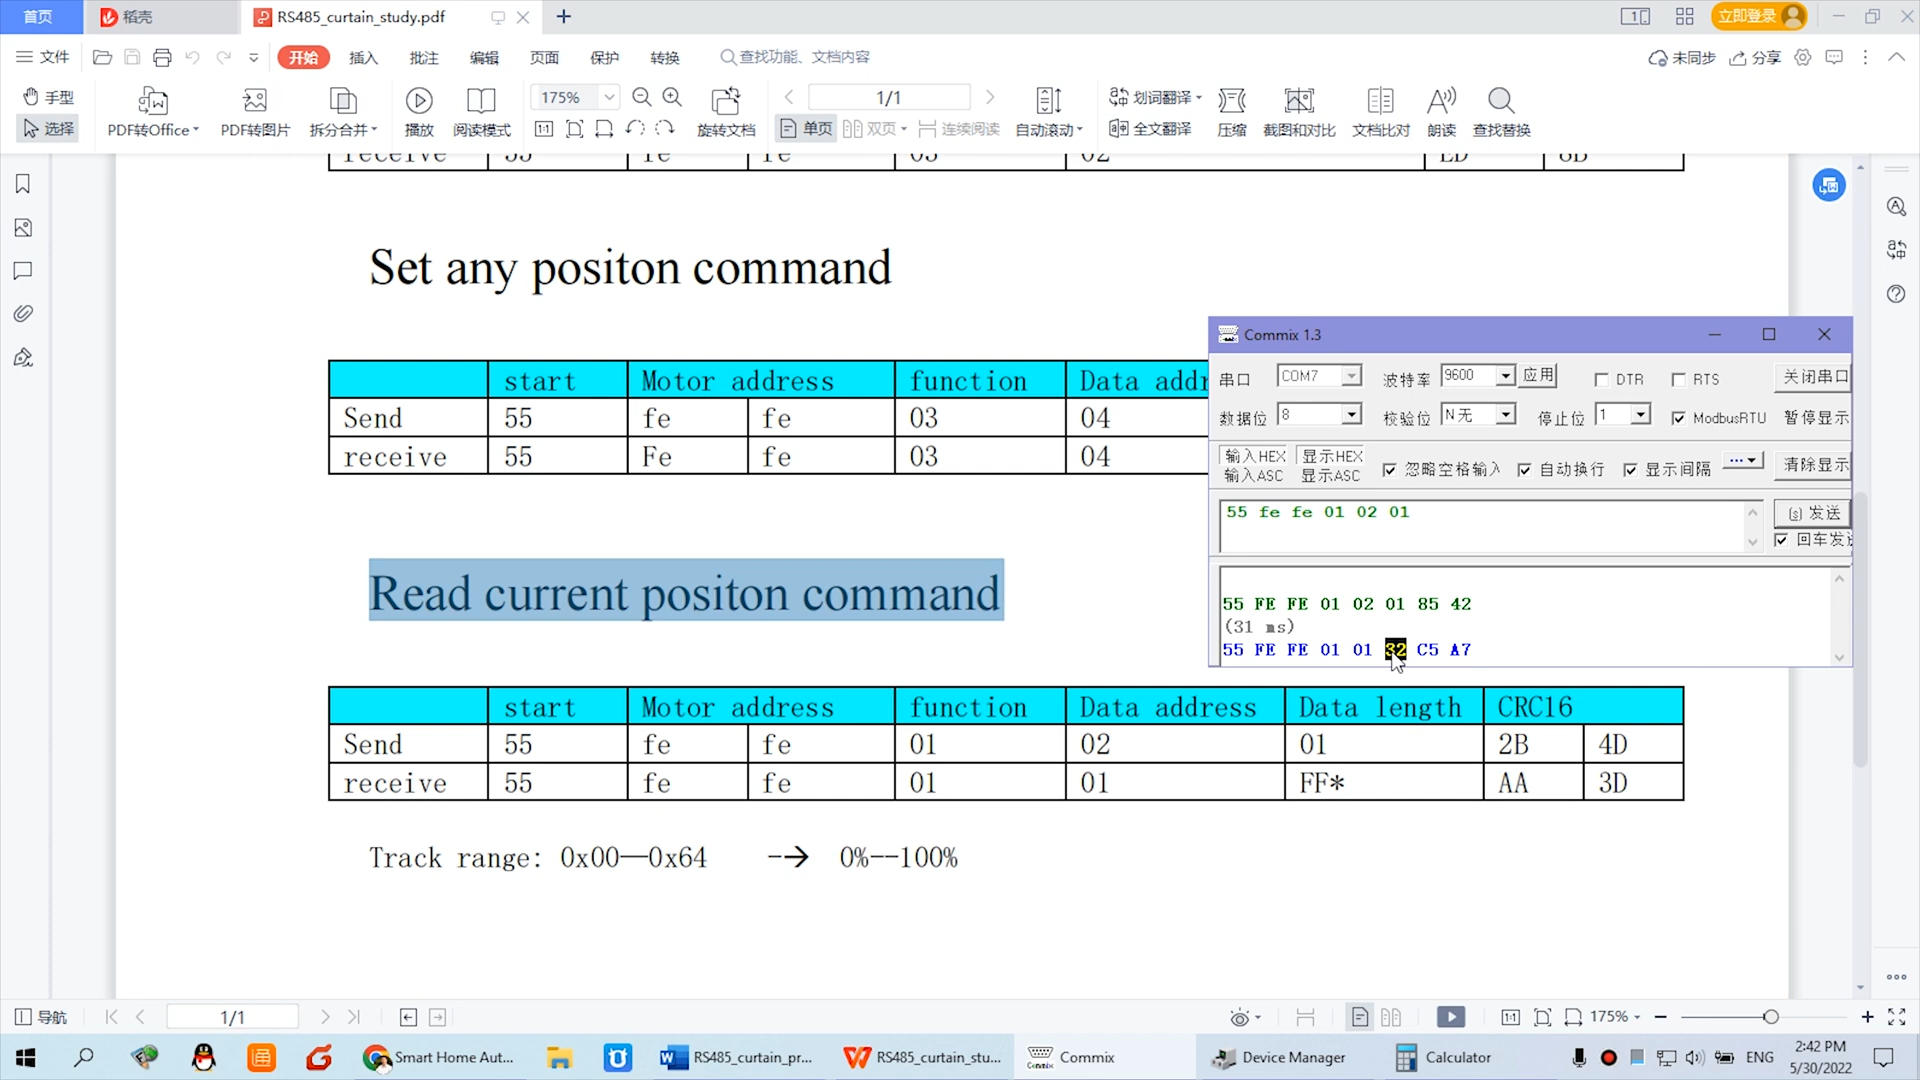 首页
稻壳
RS485_curtain_study.pdf
立即登录
文件
开始
插入
批注
编辑
页面
保护
转换
查找功能、文档内容
未同步
分享
手型
选择
PDF转Office
PDF转图片
拆分合并
播放
阅读模式
175%
旋转文档
1/1
单页
双页
连续阅读
自动滚动
划词翻译
全文翻译
压缩
截图和对比
文档比对
朗读
查找替换
receive 55 fe fe 03 02 ED 8B
Set any positon command
start Motor address function Data addr
Send 55 fe fe 03 04
receive 55 Fe fe 03 04
Read current positon command
start Motor address function Data address Data length CRC16
Send 55 fe fe 01 02 01 2B 4D
receive 55 fe fe 01 01 FF* AA 3D
Track range: 0x00—0x64 --→ 0%--100%
Commix 1.3
串口 COM7 波特率 9600 应用 DTR RTS 关闭串口
数据位 8 校验位 N无 停止位 1 ModbusRTU 暂停显示
输入HEX 显示HEX
输入ASC 显示ASC
忽略空格输入 自动换行 显示间隔 ... 清除显示
55 fe fe 01 02 01
发送
回车发送
55 FE FE 01 02 01 85 42
(31 ms)
55 FE FE 01 01 32 C5 A7
导航
1/1
175%
Smart Home Aut...
RS485_curtain_pr...
RS485_curtain_stu...
Commix
Device Manager
Calculator
ENG
2:42 PM
5/30/2022